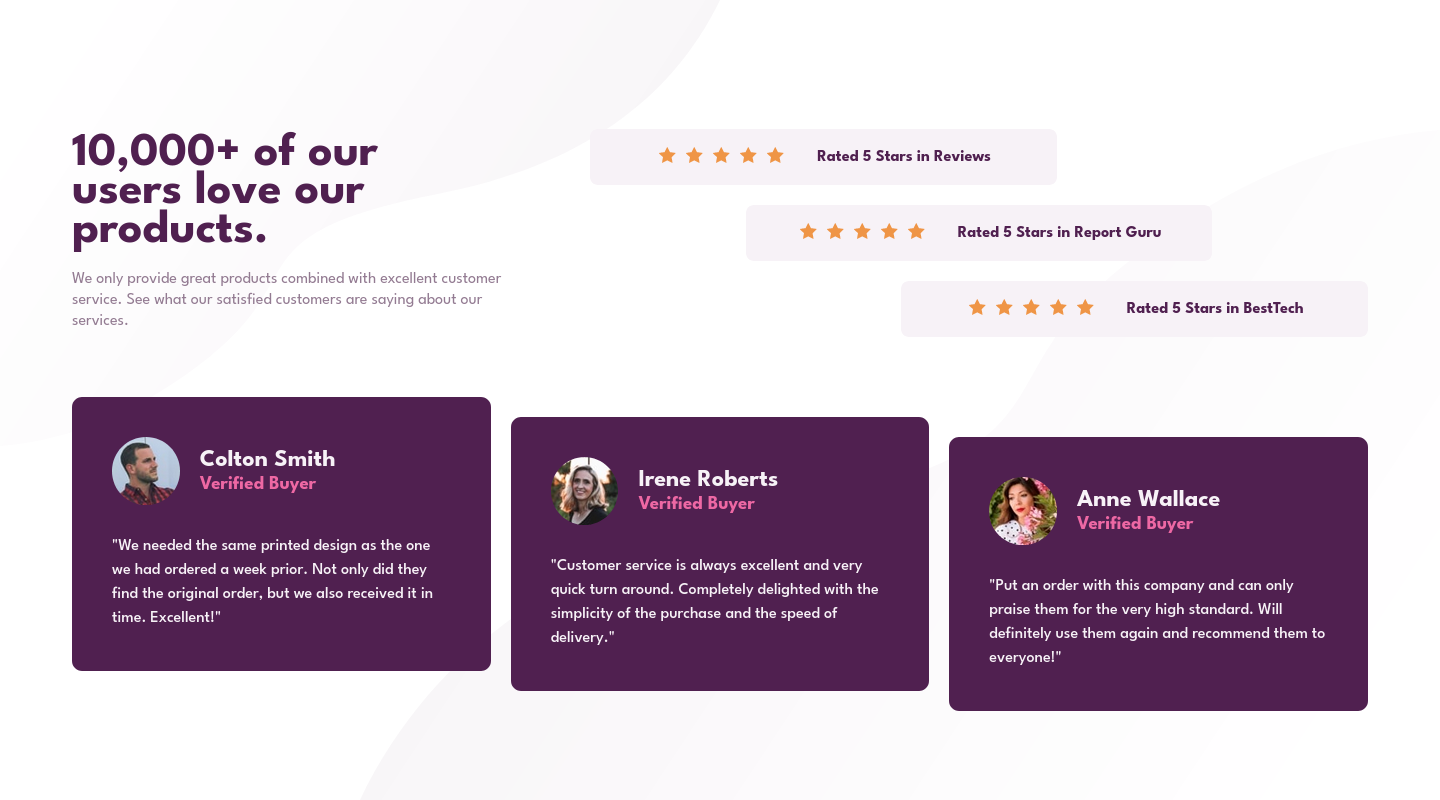 10,000+ of our
users love our
products.
We only provide great products combined with excellent customer
service. See what our satisfied customers are saying about our
services.
Rated 5 Stars in Reviews
Rated 5 Stars in Report Guru
Rated 5 Stars in BestTech
Colton Smith
Verified Buyer
"We needed the same printed design as the one
we had ordered a week prior. Not only did they
find the original order, but we also received it in
time. Excellent!"
Irene Roberts
Verified Buyer
"Customer service is always excellent and very
quick turn around. Completely delighted with the
simplicity of the purchase and the speed of
delivery."
Anne Wallace
Verified Buyer
"Put an order with this company and can only
praise them for the very high standard. Will
definitely use them again and recommend them to
everyone!"